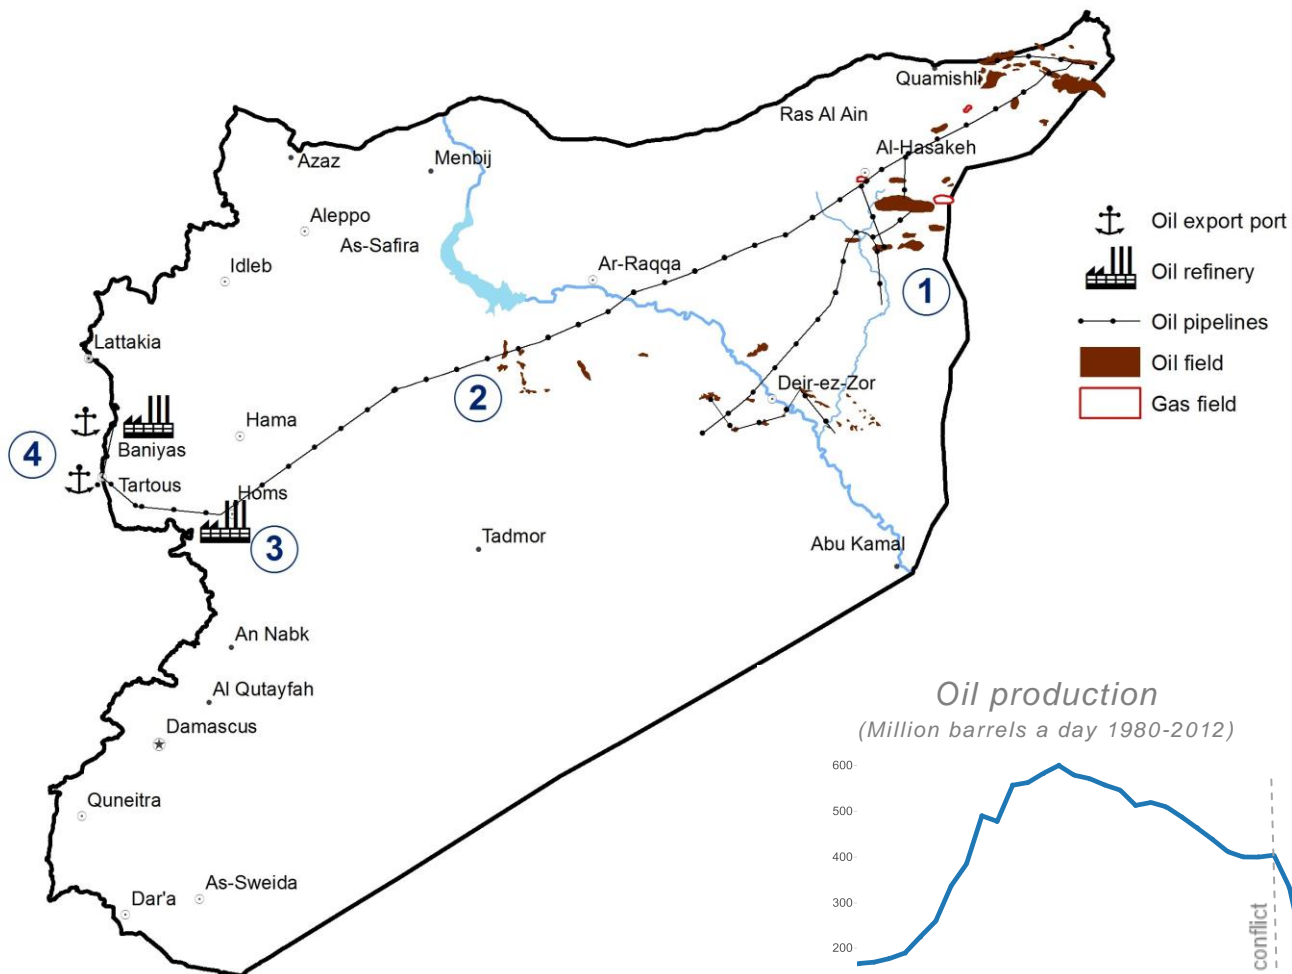 Quamishli
Ras Al Ain
Al-Hasakeh
Azaz
Menbij
Aleppo
As-Safira
Idleb
Ar-Raqqa
1
Lattakia
2
Deir-ez-Zor
Hama
Baniyas
4
Tartous
Homs
3
Tadmor
Abu Kamal
An Nabk
Al Qutayfah
Damascus
Quneitra
As-Sweida
Dar'a
Oil export port
Oil refinery
Oil pipelines
Oil field
Gas field
Oil production
(Million barrels a day 1980-2012)
600
500
400
300
200
conflict